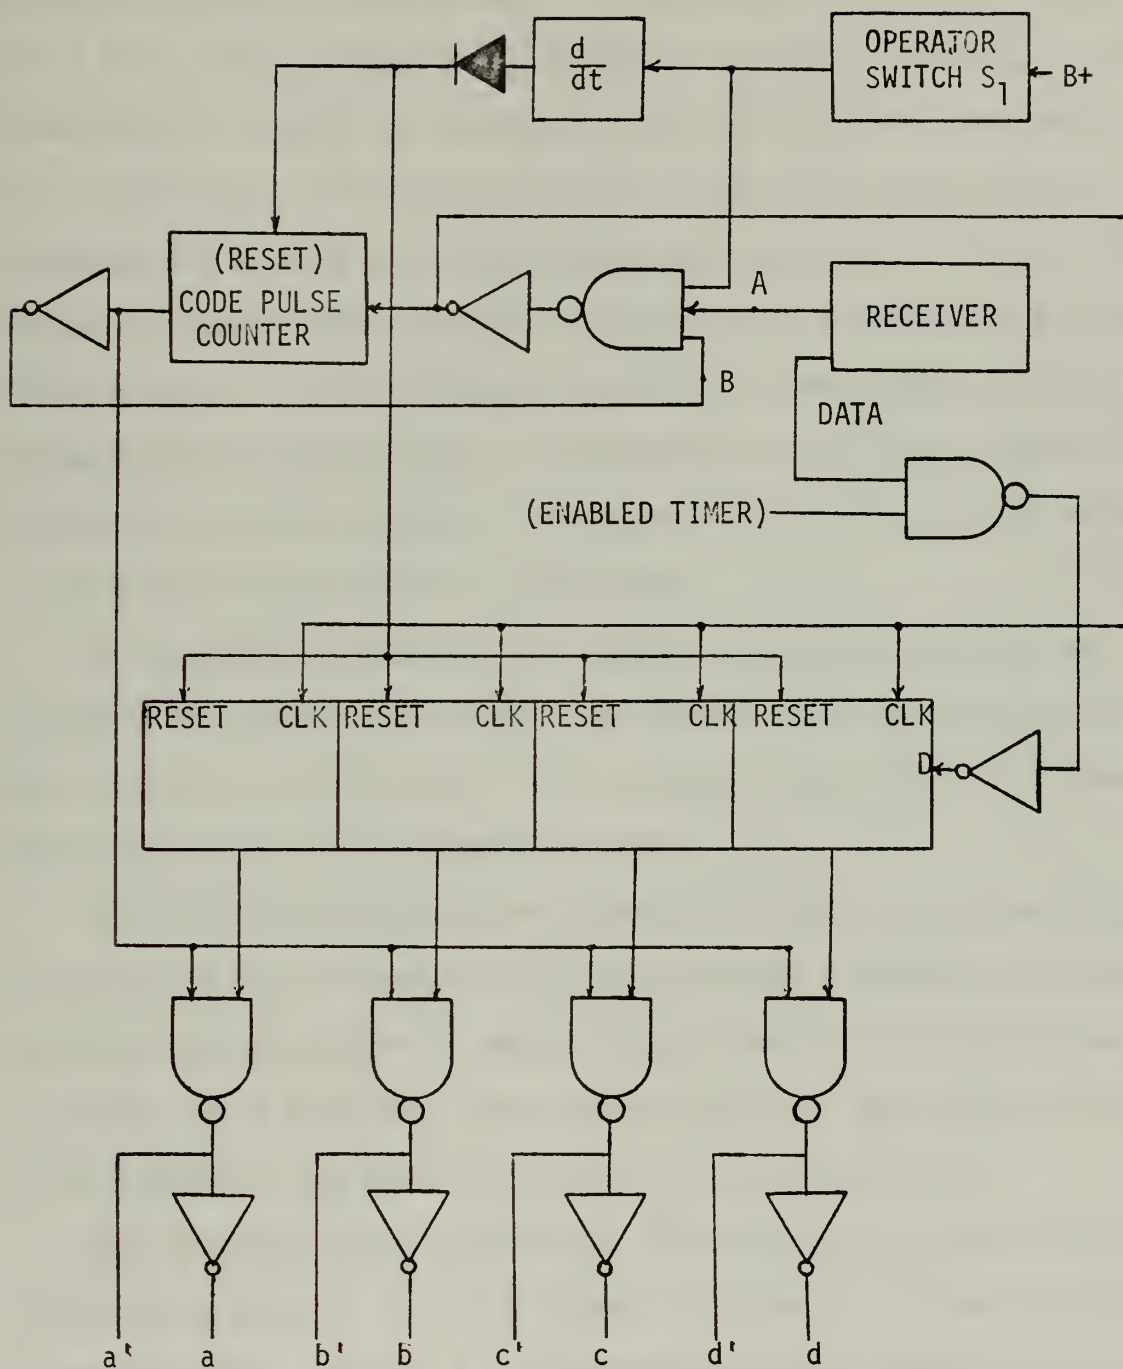 d
dt
OPERATOR
SWITCH S1
B+
(RESET)
CODE PULSE
COUNTER
A
RECEIVER
B
DATA
(ENABLED TIMER)
RESET CLK RESET CLK RESET CLK RESET CLK
D
a' a b' b c' c d' d